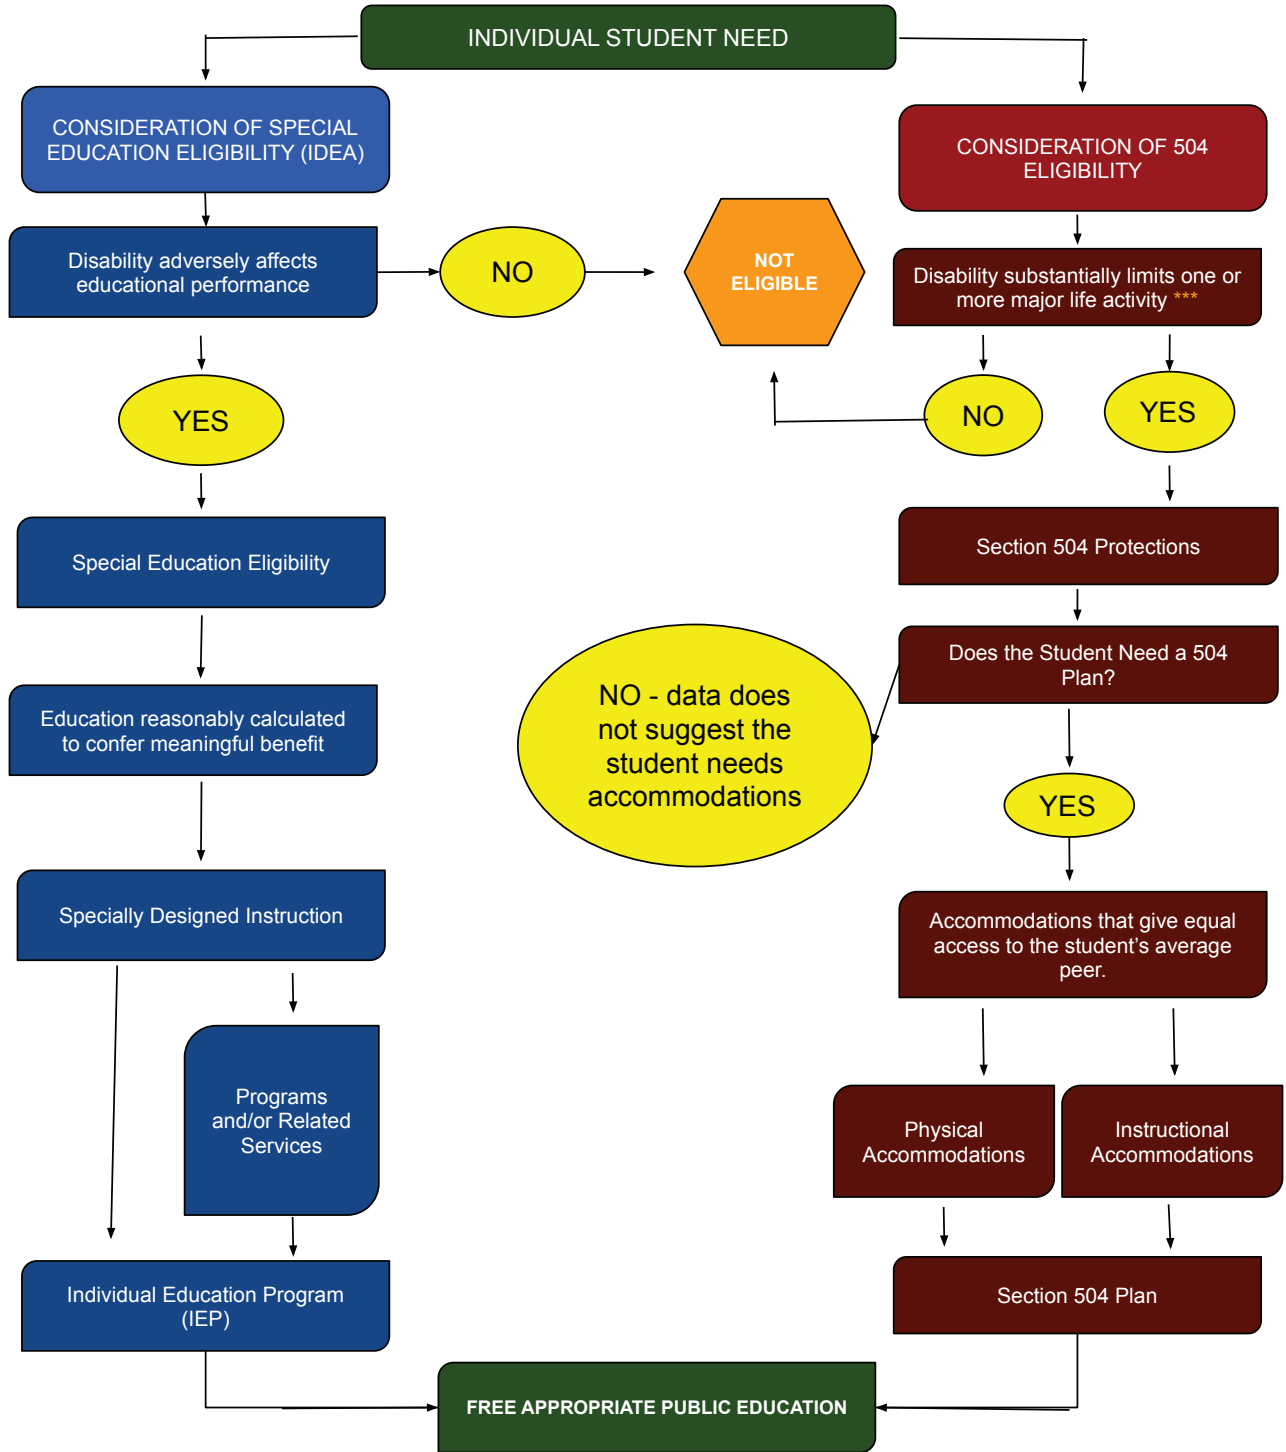 INDIVIDUAL STUDENT NEED
CONSIDERATION OF SPECIAL
EDUCATION ELIGIBILITY (IDEA)
CONSIDERATION OF 504
ELIGIBILITY
Disability adversely affects
educational performance
NO
NOT
ELIGIBLE
Disability substantially limits one or
more major life activity ***
YES
NO
YES
Special Education Eligibility
Section 504 Protections
Does the Student Need a 504
Plan?
NO - data does
not suggest the
student needs
accommodations
Education reasonably calculated
to confer meaningful benefit
YES
Specially Designed Instruction
Accommodations that give equal
access to the student’s average
peer.
Programs
and/or Related
Services
Physical
Accommodations
Instructional
Accommodations
Individual Education Program
(IEP)
Section 504 Plan
FREE APPROPRIATE PUBLIC EDUCATION